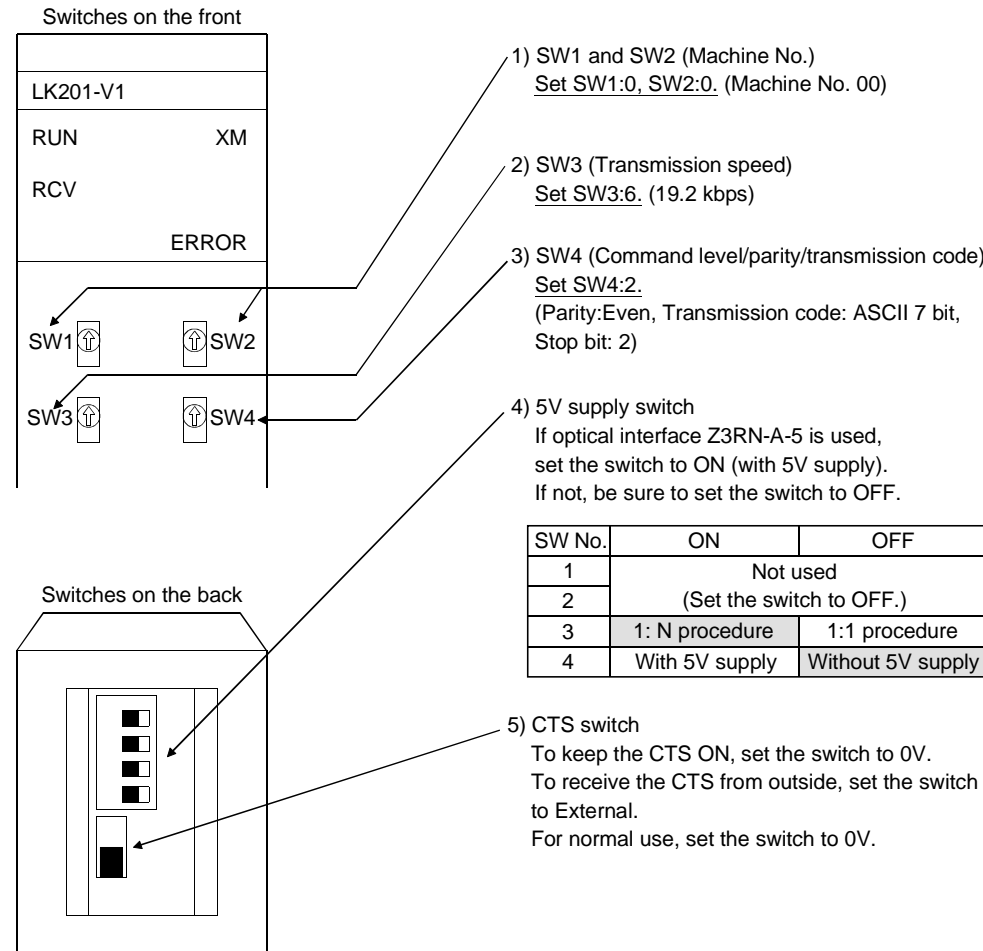 Switches on the front
LK201-V1
RUN XM
RCV
ERROR
SW1 SW2
SW3 SW4
1) SW1 and SW2 (Machine No.)
Set SW1:0, SW2:0. (Machine No. 00)
2) SW3 (Transmission speed)
Set SW3:6. (19.2 kbps)
3) SW4 (Command level/parity/transmission code)
Set SW4:2.
(Parity:Even, Transmission code: ASCII 7 bit,
Stop bit: 2)
4) 5V supply switch
If optical interface Z3RN-A-5 is used,
set the switch to ON (with 5V supply).
If not, be sure to set the switch to OFF.
SW No. ON OFF
1 Not used
2 (Set the switch to OFF.)
3 1: N procedure 1:1 procedure
4 With 5V supply Without 5V supply
Switches on the back
5) CTS switch
To keep the CTS ON, set the switch to 0V.
To receive the CTS from outside, set the switch
to External.
For normal use, set the switch to 0V.